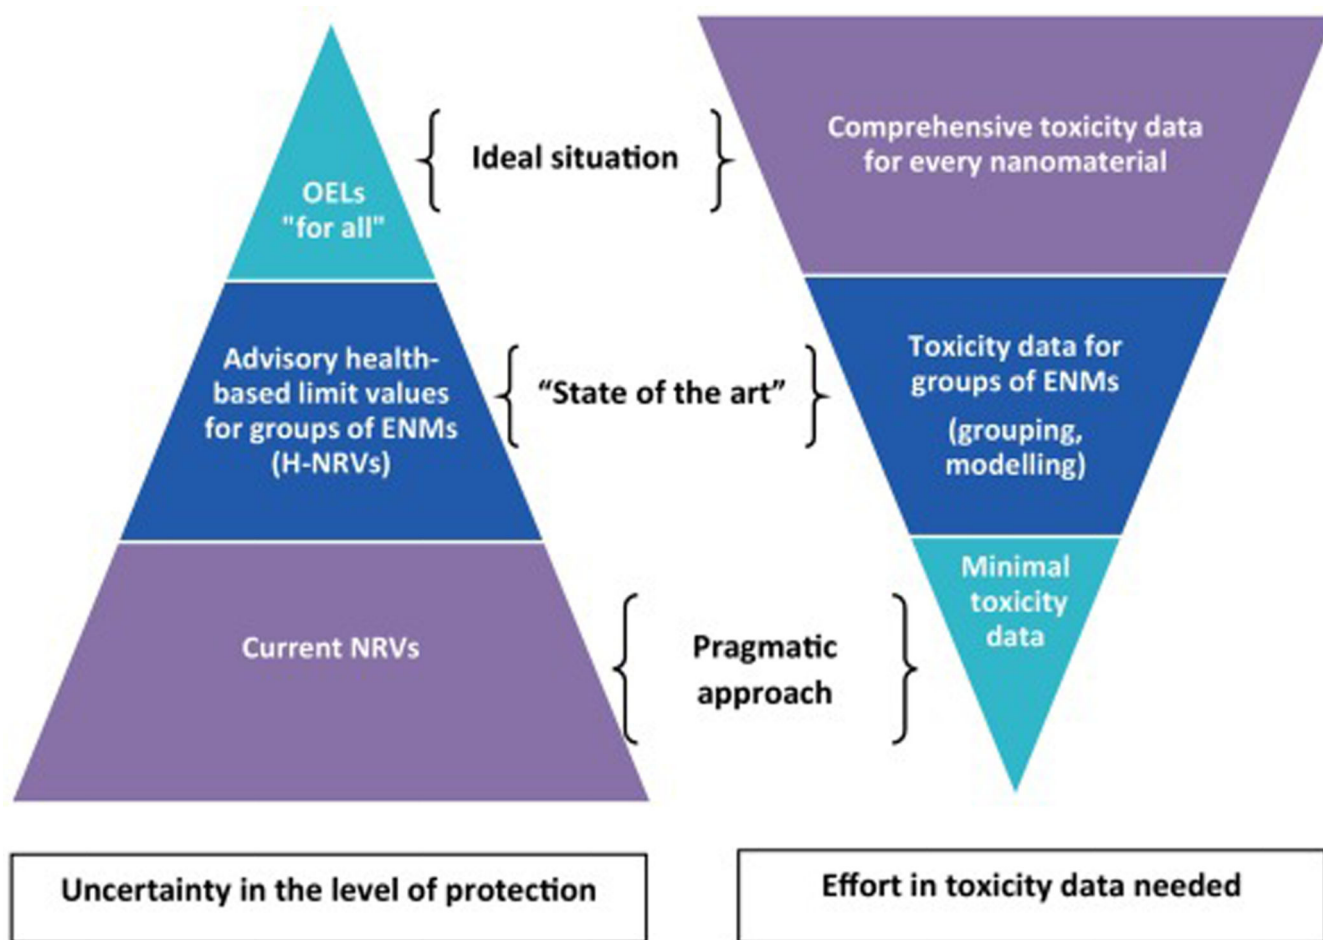 OELs
"for all"
Ideal situation
Comprehensive toxicity data
for every nanomaterial
Advisory health-
based limit values
for groups of ENMs
(H-NRVs)
“State of the art”
Toxicity data for
groups of ENMs
(grouping,
modelling)
Current NRVs
Pragmatic
approach
Minimal
toxicity
data
Uncertainty in the level of protection
Effort in toxicity data needed